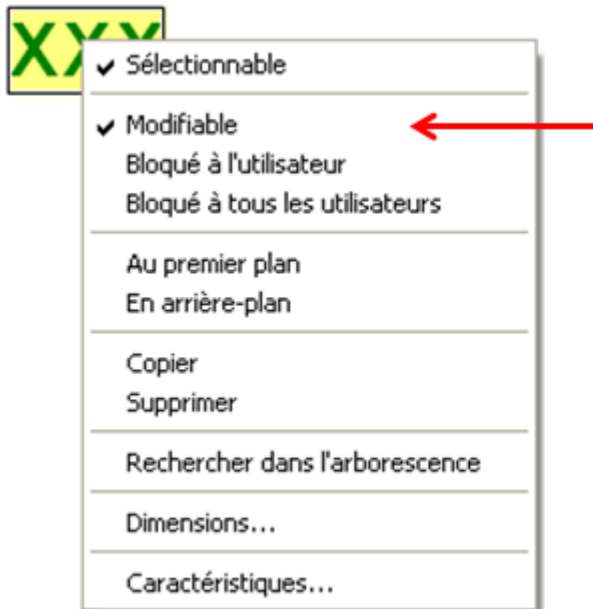 XXX
Sélectionnable
Modifiable
Bloqué à l'utilisateur
Bloqué à tous les utilisateurs
Au premier plan
En arrière-plan
Copier
Supprimer
Rechercher dans l'arborescence
Dimensions...
Caractéristiques...